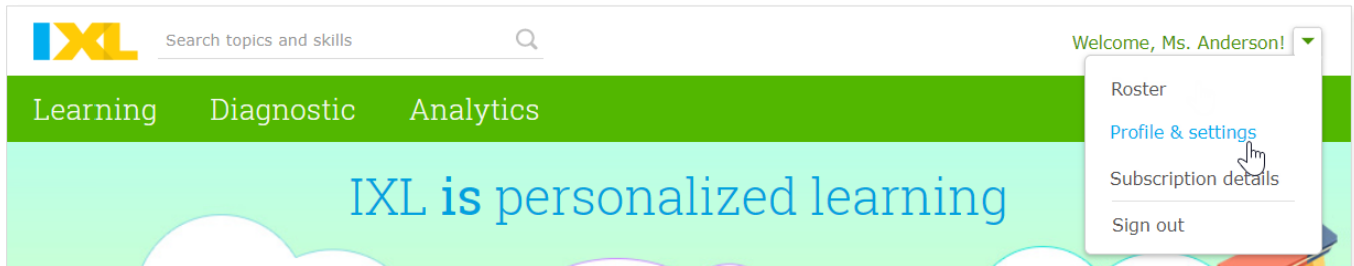 IXL
Search topics and skills
Welcome, Ms. Anderson!
Learning Diagnostic Analytics
Roster
Profile & settings
Subscription details
Sign out
IXL is personalized learning